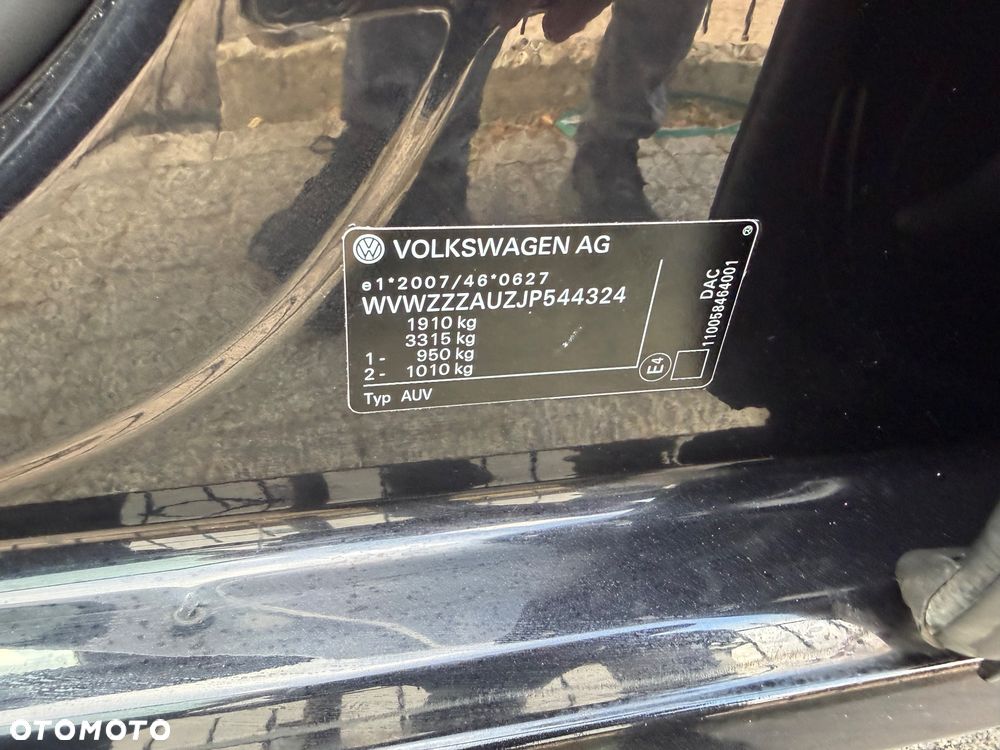 VOLKSWAGEN AG
e1*2007/46*0627
WVWZZZAUZJP544324
1910 kg
3315 kg
1- 950 kg
2- 1010 kg
Typ AUV
DAC
110058464001
E4
OTOMOTO